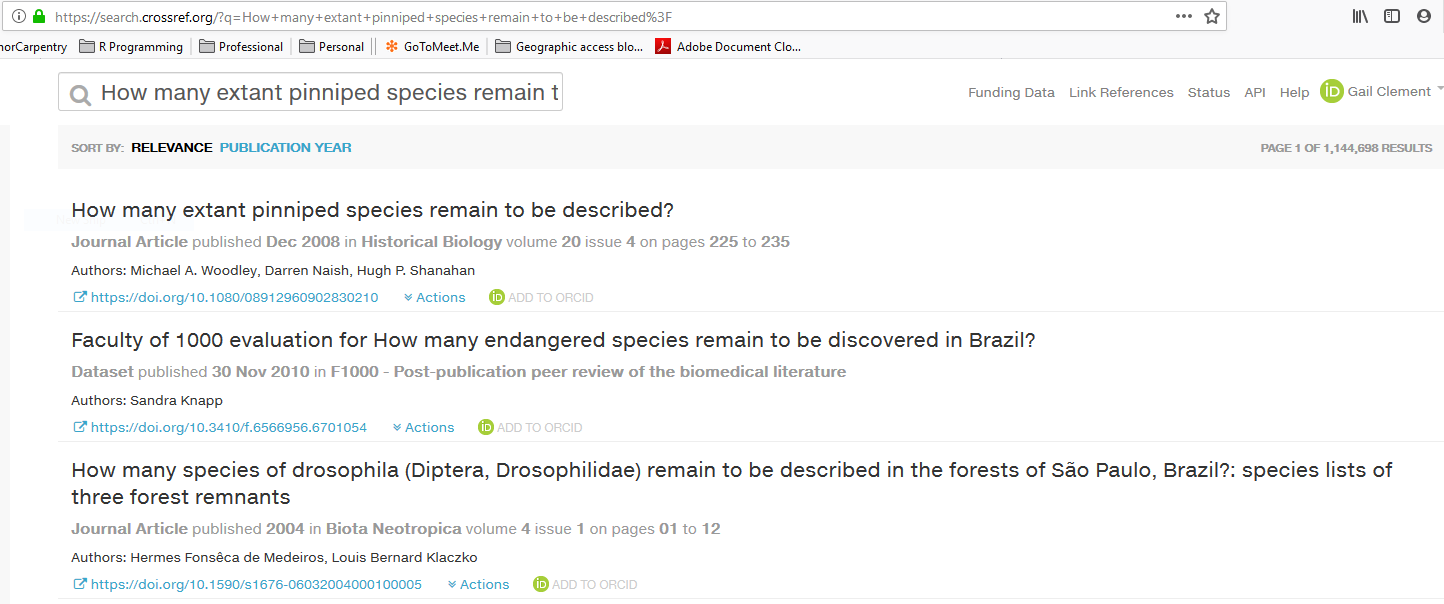 https://search.crossref.org/?q=How+many+extant+pinniped+species+remain+to+be+described%3F
norCarpentry R Programming Professional Personal GoToMeet.Me Geographic access blo... Adobe Document Clo...
How many extant pinniped species remain t
Funding Data Link References Status API Help iD Gail Clement
SORT BY: RELEVANCE PUBLICATION YEAR PAGE 1 OF 1,144,698 RESULTS
How many extant pinniped species remain to be described?
Journal Article published Dec 2008 in Historical Biology volume 20 issue 4 on pages 225 to 235
Authors: Michael A. Woodley, Darren Naish, Hugh P. Shanahan
https://doi.org/10.1080/08912960902830210 Actions iD ADD TO ORCID
Faculty of 1000 evaluation for How many endangered species remain to be discovered in Brazil?
Dataset published 30 Nov 2010 in F1000 - Post-publication peer review of the biomedical literature
Authors: Sandra Knapp
https://doi.org/10.3410/f.6566956.6701054 Actions iD ADD TO ORCID
How many species of drosophila (Diptera, Drosophilidae) remain to be described in the forests of São Paulo, Brazil?: species lists of
three forest remnants
Journal Article published 2004 in Biota Neotropica volume 4 issue 1 on pages 01 to 12
Authors: Hermes Fonsêca de Medeiros, Louis Bernard Klaczko
https://doi.org/10.1590/s1676-06032004000100005 Actions iD ADD TO ORCID